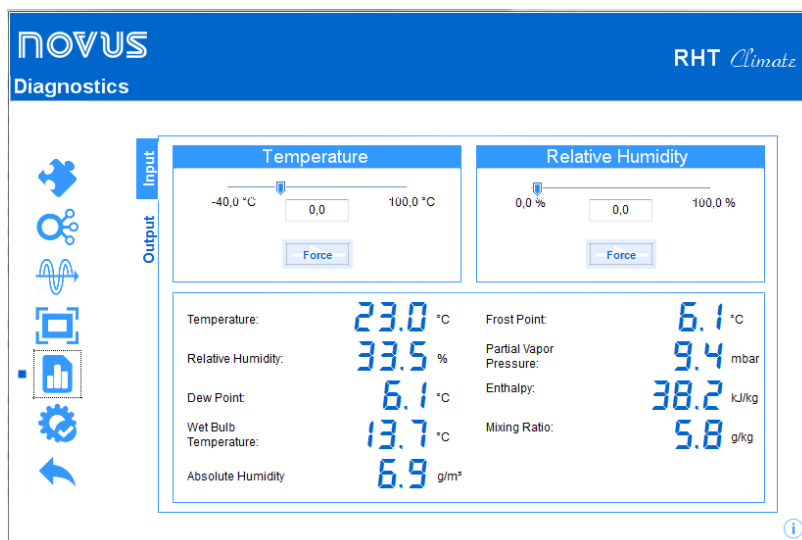 NOVUS
RHT Climate
Diagnostics
Input
Output
Temperature
-40,0 °C
0,0
100,0 °C
Force
Relative Humidity
0,0 %
0,0
100,0 %
Force
Temperature: 23.0 °C
Relative Humidity: 33.5 %
Dew Point: 6.1 °C
Wet Bulb
Temperature: 13.7 °C
Absolute Humidity 6.9 g/m³
Frost Point: 6.1 °C
Partial Vapor
Pressure: 9.4 mbar
Enthalpy: 38.2 kJ/kg
Mixing Ratio: 5.8 g/kg
i